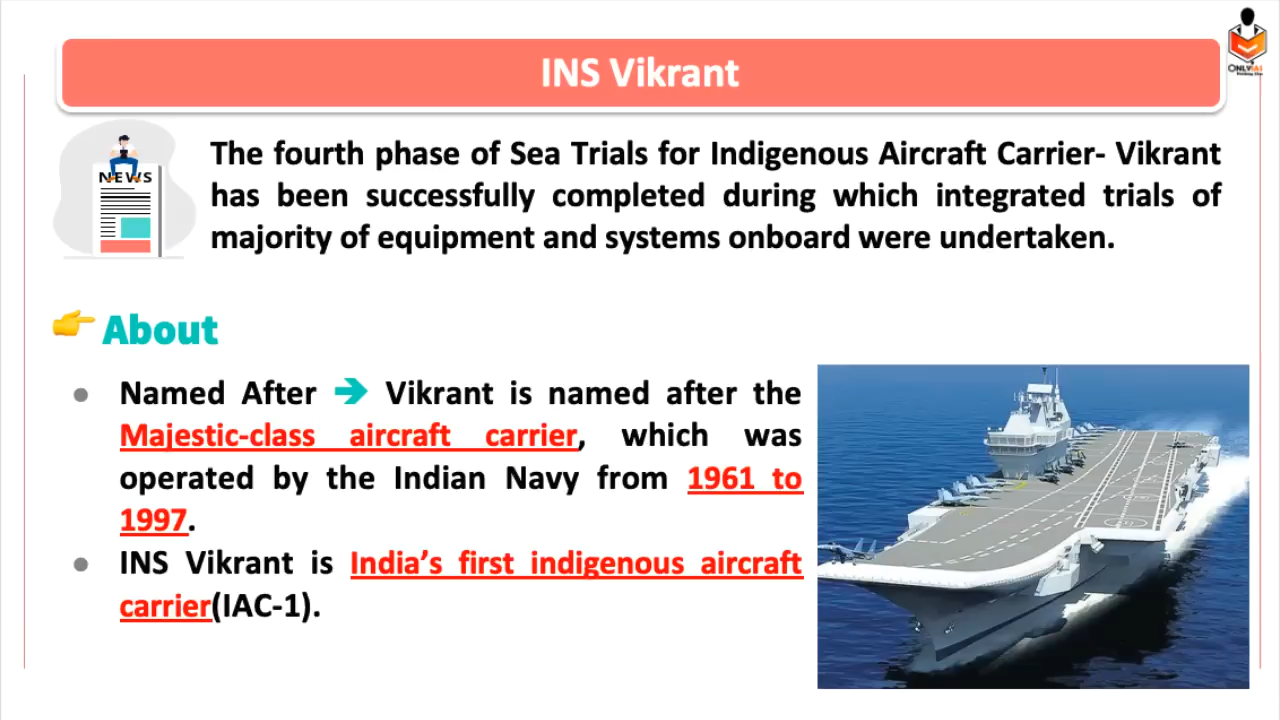 INS Vikrant
ONLYIAS
NEWS
The fourth phase of Sea Trials for Indigenous Aircraft Carrier- Vikrant
has been successfully completed during which integrated trials of
majority of equipment and systems onboard were undertaken.
👉 About
● Named After ➔ Vikrant is named after the
Majestic-class aircraft carrier, which was
operated by the Indian Navy from 1961 to
1997.
● INS Vikrant is India’s first indigenous aircraft
carrier(IAC-1).